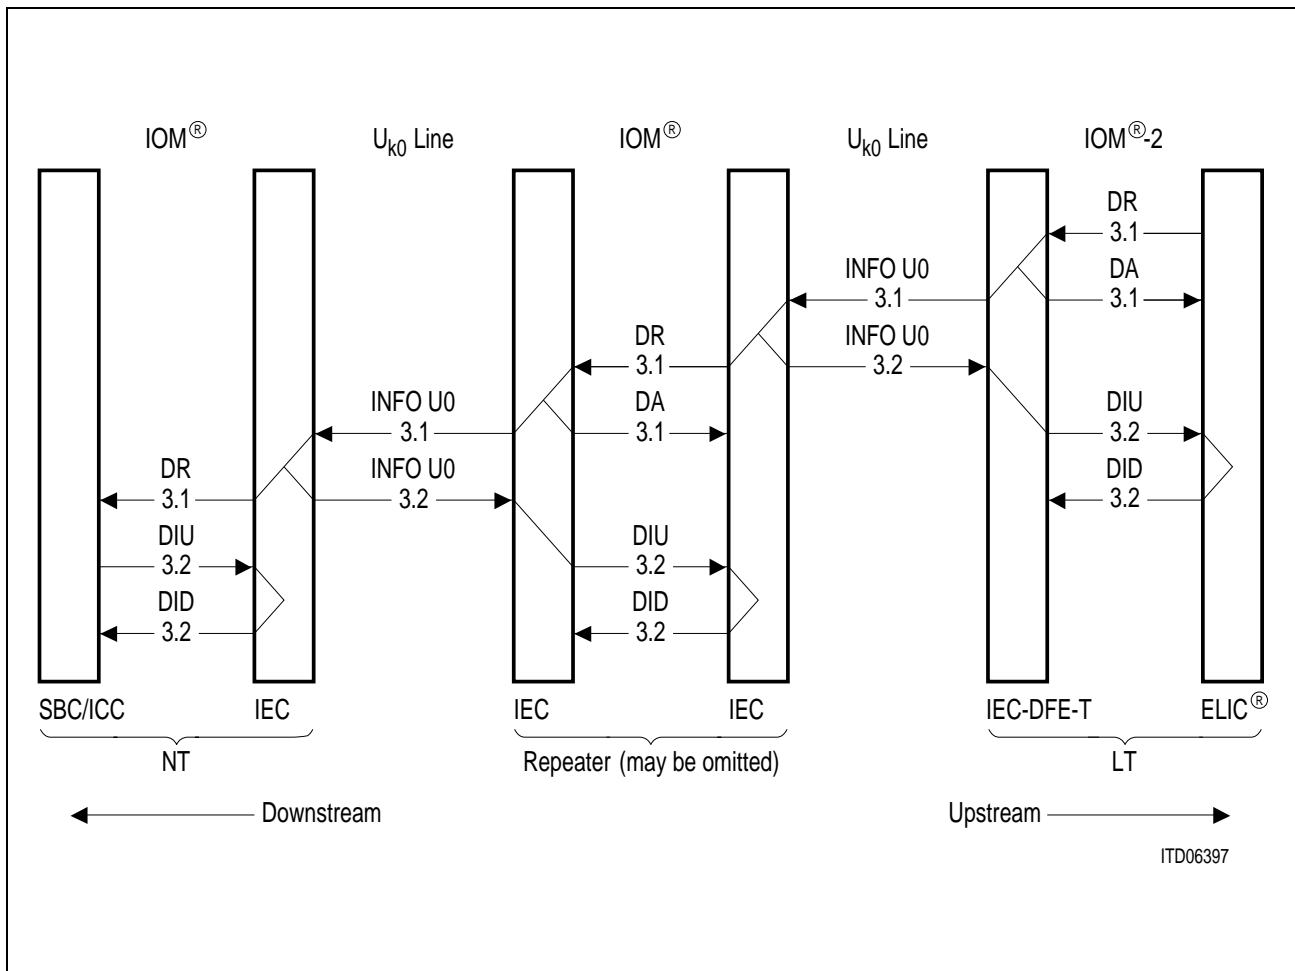 IOM® Uk0 Line IOM® Uk0 Line IOM®-2
DR
3.1
INFO U0 DA
3.1 3.1
DR INFO U0
3.1 3.2
INFO U0 DA DIU
3.1 3.1 3.2
DR INFO U0 DID
3.1 3.2 3.2
DIU DIU
3.2 3.2
DID DID
3.2 3.2
SBC/ICC IEC IEC IEC IEC-DFE-T ELIC®
NT Repeater (may be omitted) LT
Downstream Upstream
ITD06397